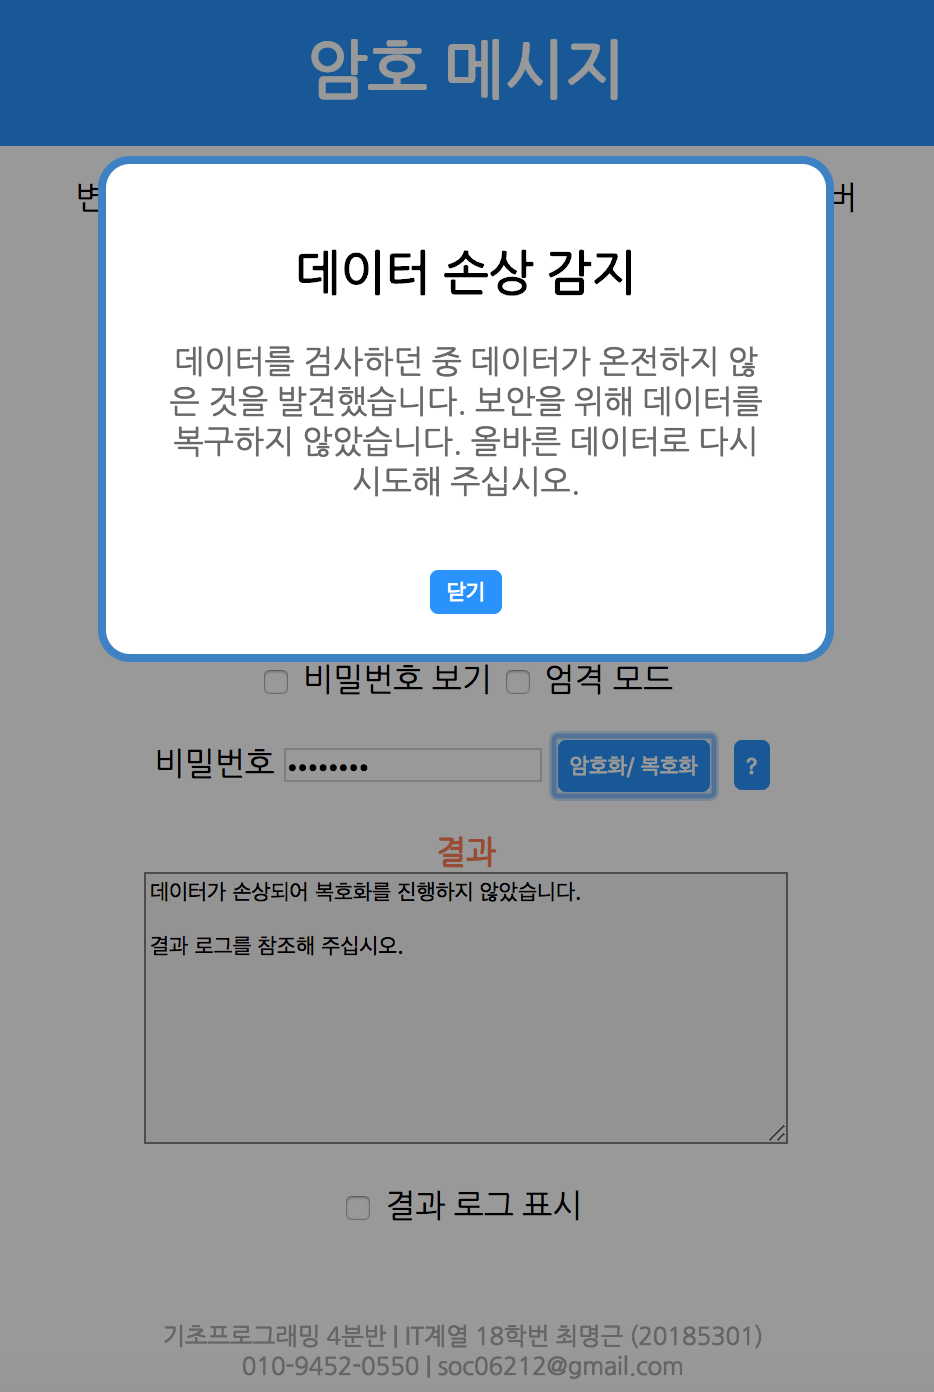 암호 메시지
데이터 손상 감지
데이터를 검사하던 중 데이터가 온전하지 않
은 것을 발견했습니다. 보안을 위해 데이터를
복구하지 않았습니다. 올바른 데이터로 다시
시도해 주십시오.
닫기
비밀번호 보기 엄격 모드
비밀번호 •••••••• 암호화/ 복호화 ?
결과
데이터가 손상되어 복호화를 진행하지 않았습니다.
결과 로그를 참조해 주십시오.
결과 로그 표시
기초프로그래밍 4분반 | IT계열 18학번 최명근 (20185301)
010-9452-0550 | soc06212@gmail.com